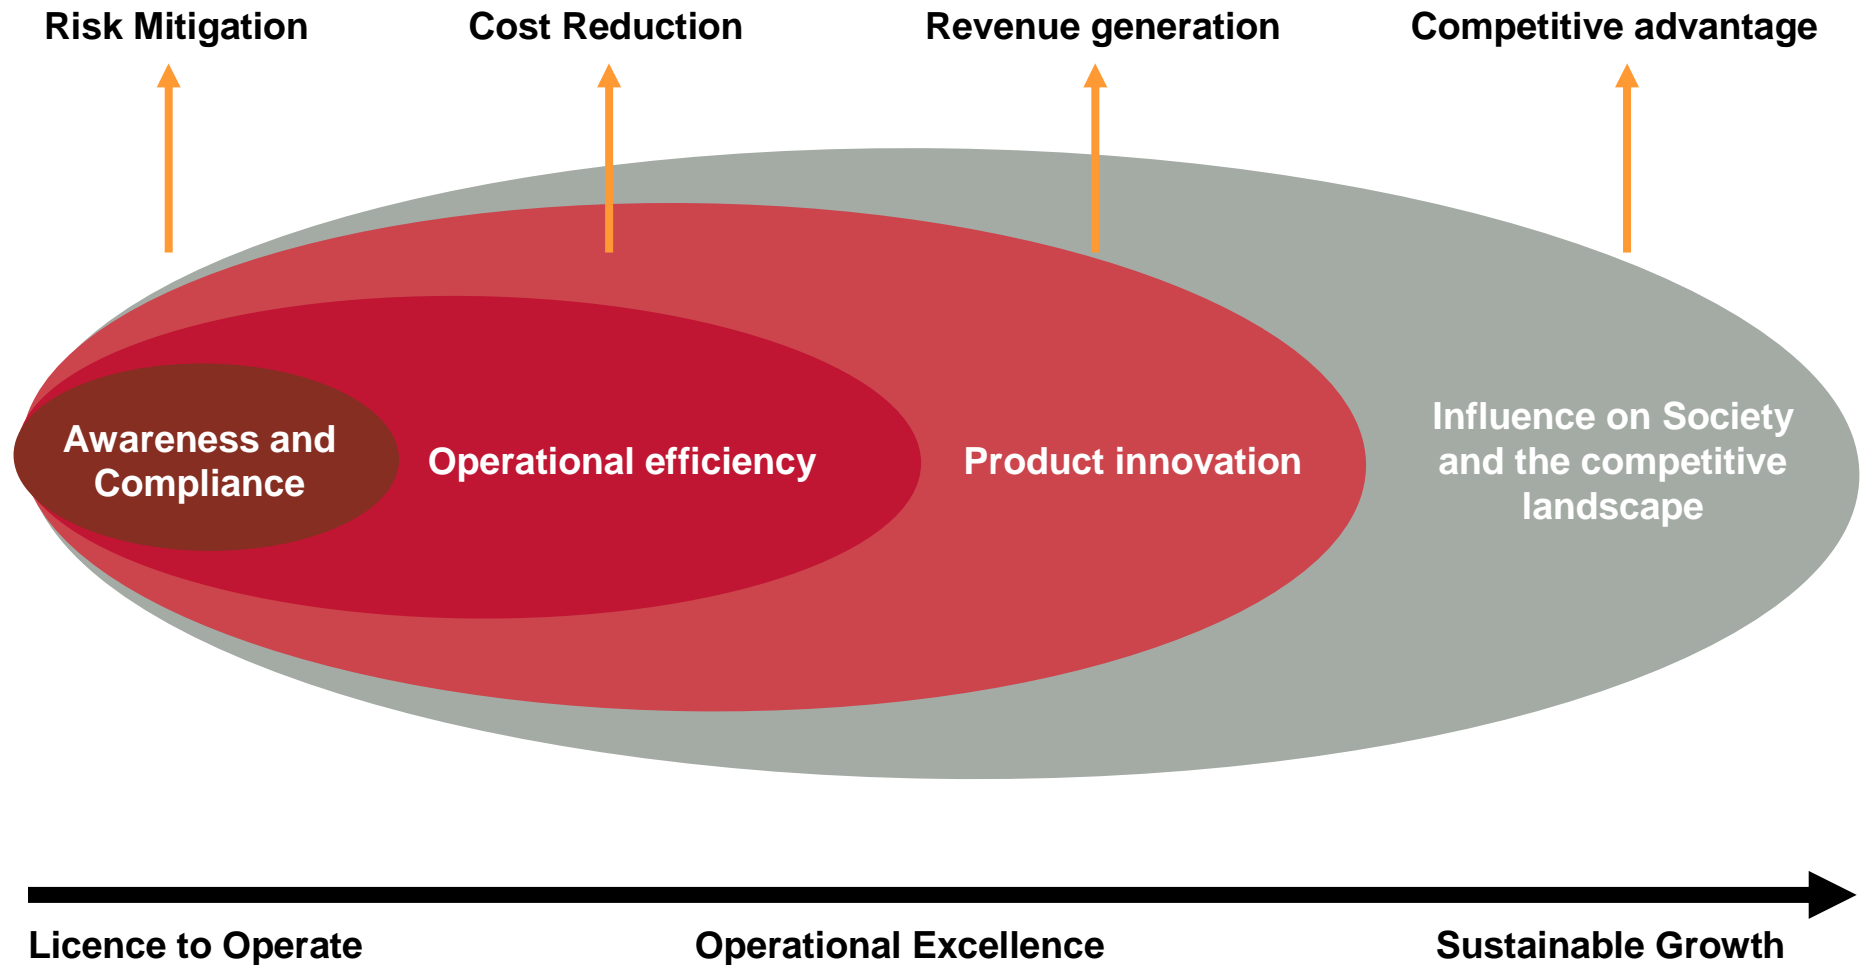 Risk Mitigation
Cost Reduction
Revenue generation
Competitive advantage
Awareness and
Compliance
Operational efficiency
Product innovation
Influence on Society
and the competitive
landscape
Licence to Operate
Operational Excellence
Sustainable Growth